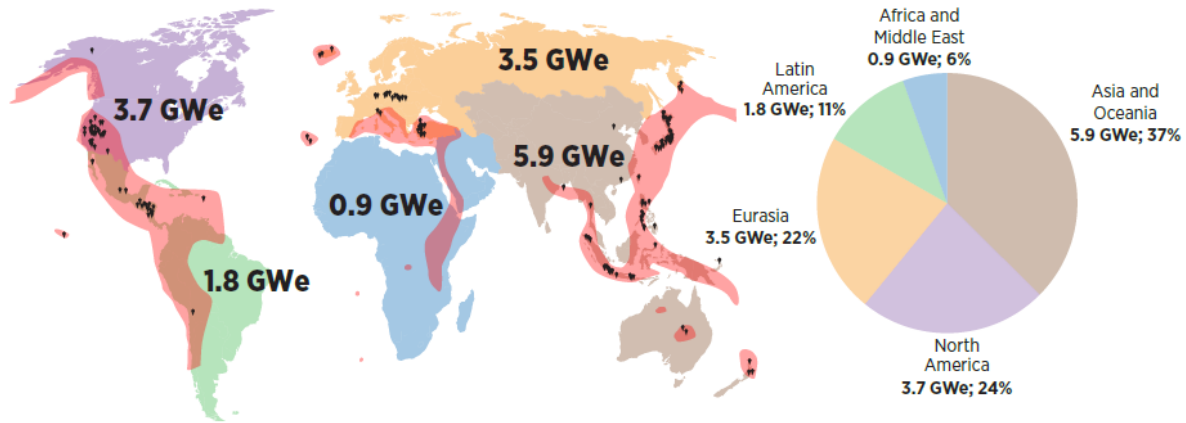 3.7 GWe
3.5 GWe
5.9 GWe
0.9 GWe
1.8 GWe
Africa and
Middle East
0.9 GWe; 6%
Latin
America
1.8 GWe; 11%
Asia and
Oceania
5.9 GWe; 37%
Eurasia
3.5 GWe; 22%
North
America
3.7 GWe; 24%